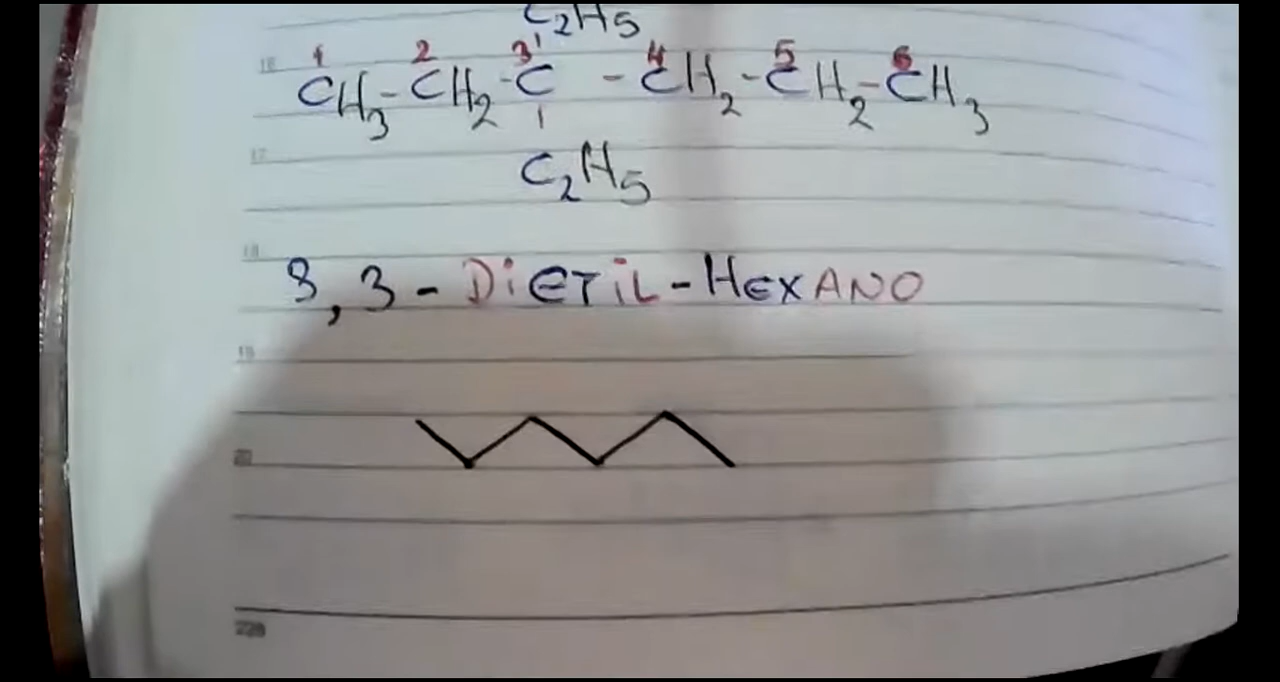 C2H5
1 2 3 4 5 6
CH3-CH2-C-CH2-CH2-CH3
C2H5
3,3-DiETiL-HEXANO